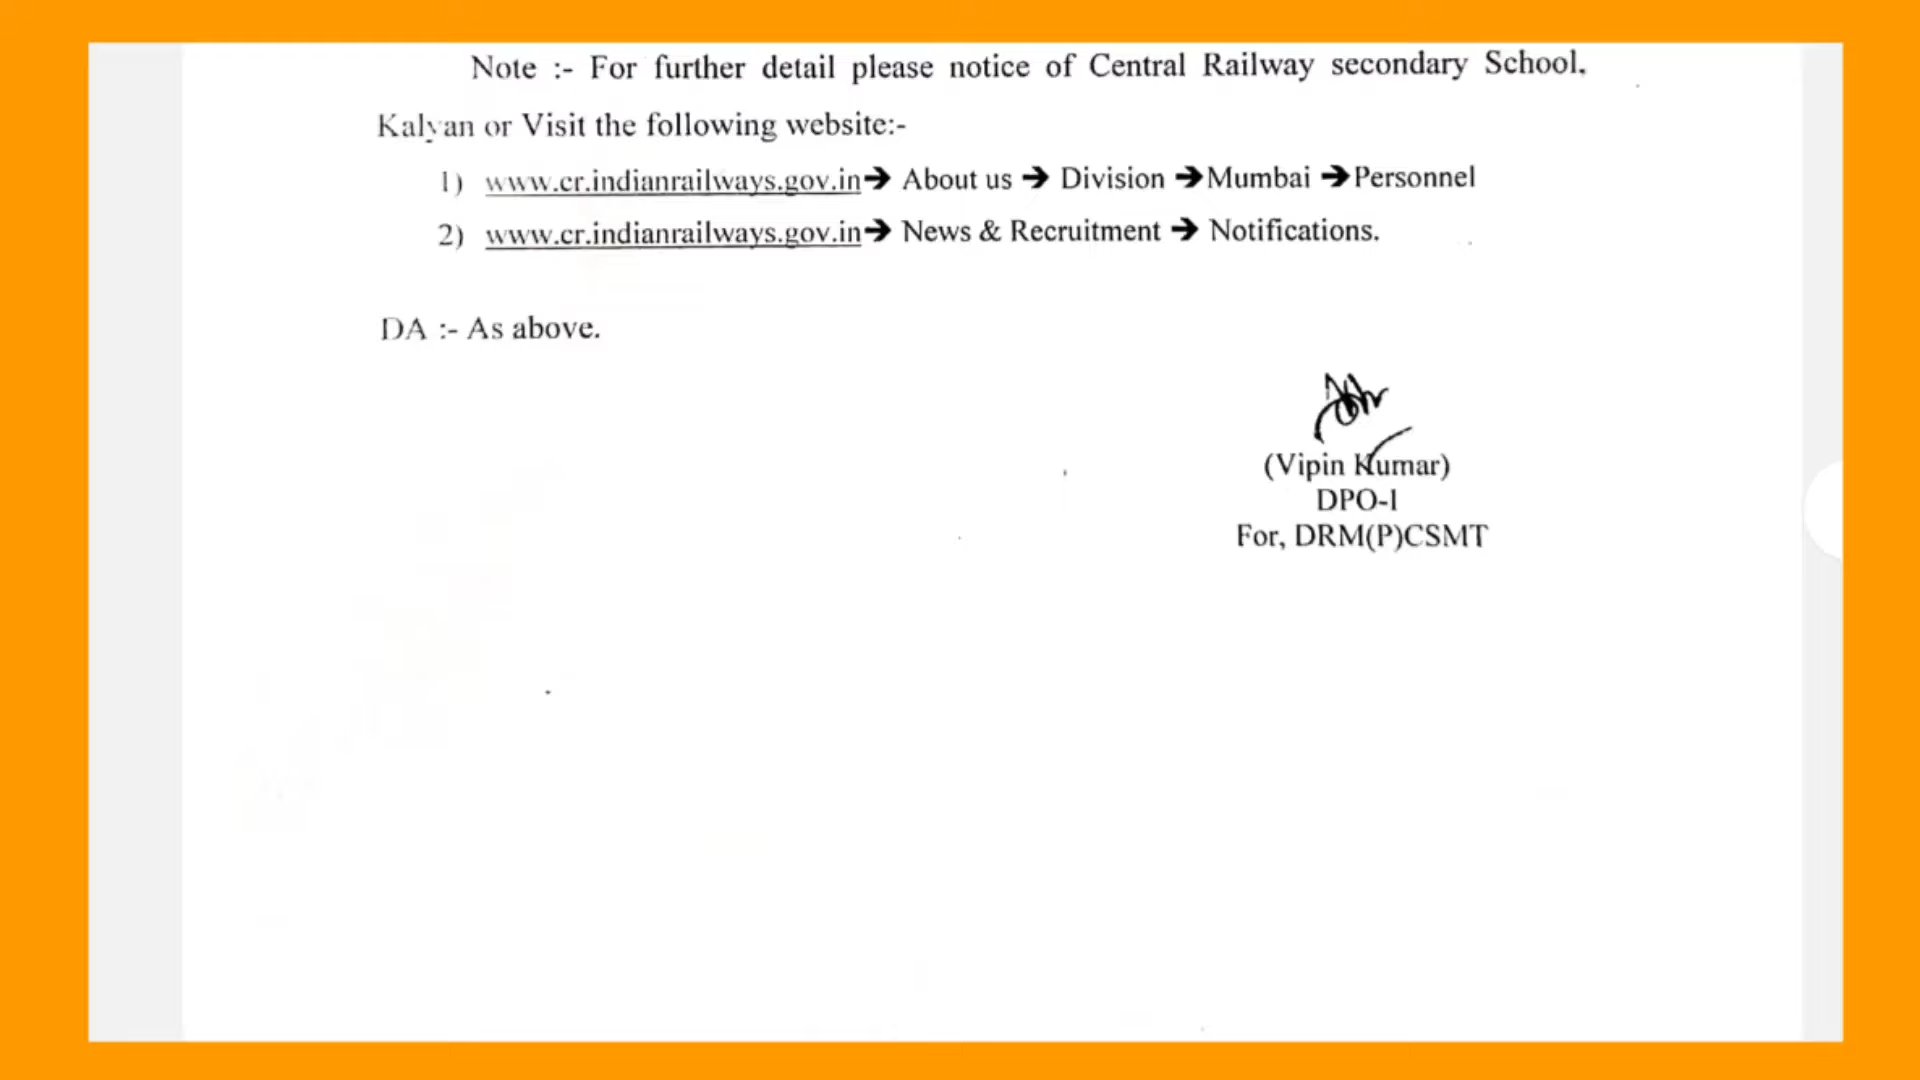 Note :- For further detail please notice of Central Railway secondary School,
Kalyan or Visit the following website:-
1) www.cr.indianrailways.gov.in➔ About us ➔ Division ➔Mumbai ➔Personnel
2) www.cr.indianrailways.gov.in➔ News & Recruitment ➔ Notifications.
DA :- As above.
(Vipin Kumar)
DPO-I
For, DRM(P)CSMT